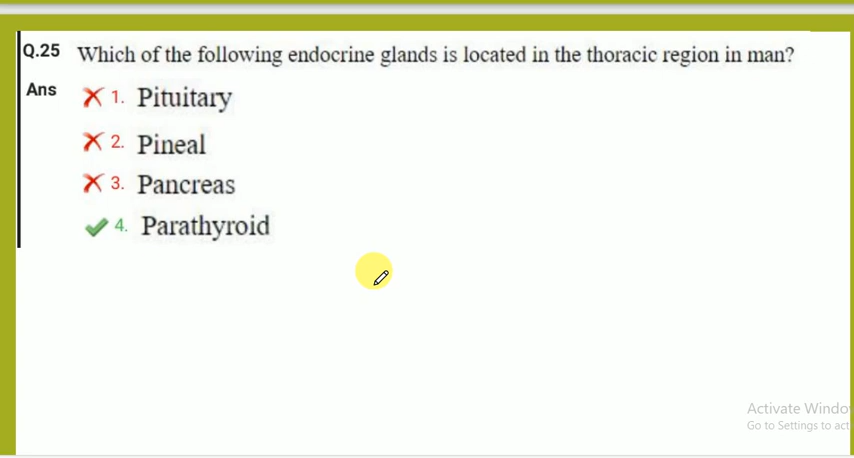 Q.25 Which of the following endocrine glands is located in the thoracic region in man?
Ans 1. Pituitary
2. Pineal
3. Pancreas
4. Parathyroid
Activate Windo
Go to Settings to act